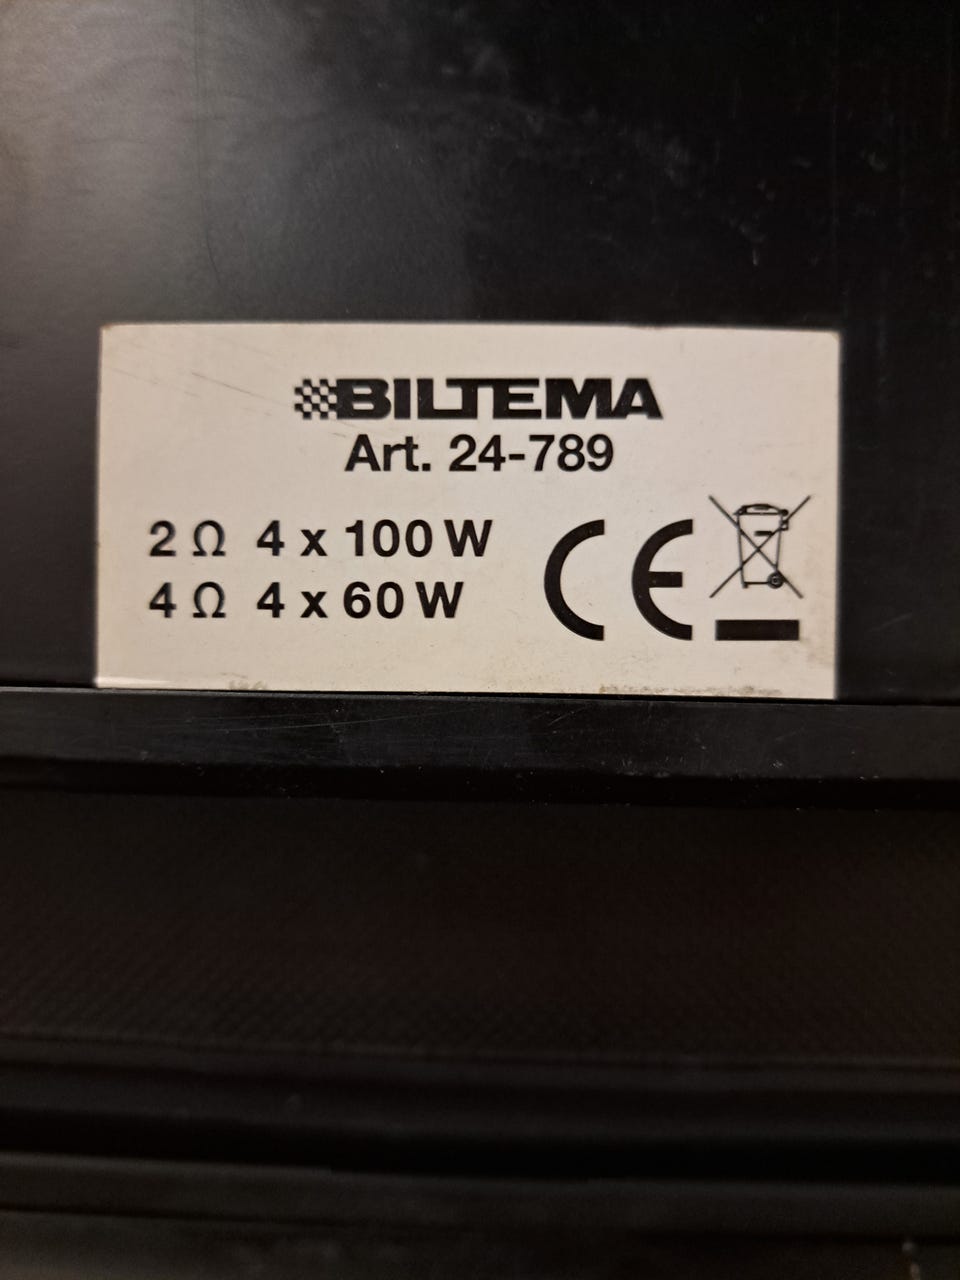 BILTEMA
Art. 24-789
2 Ω 4 x 100 W
4 Ω 4 x 60 W
CE